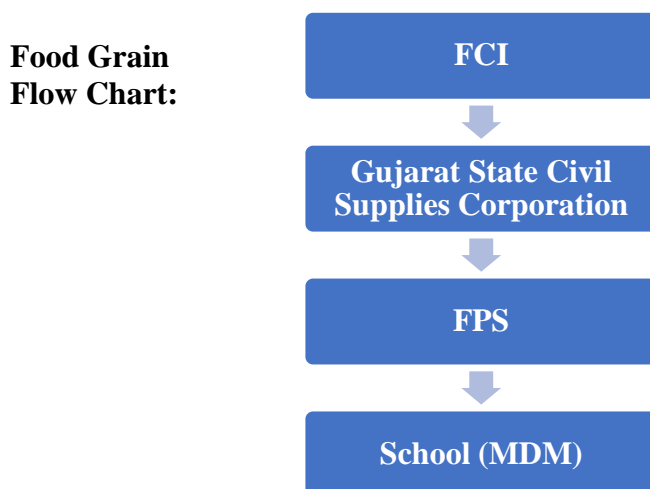 Food Grain
Flow Chart:
FCI
Gujarat State Civil
Supplies Corporation
FPS
School (MDM)